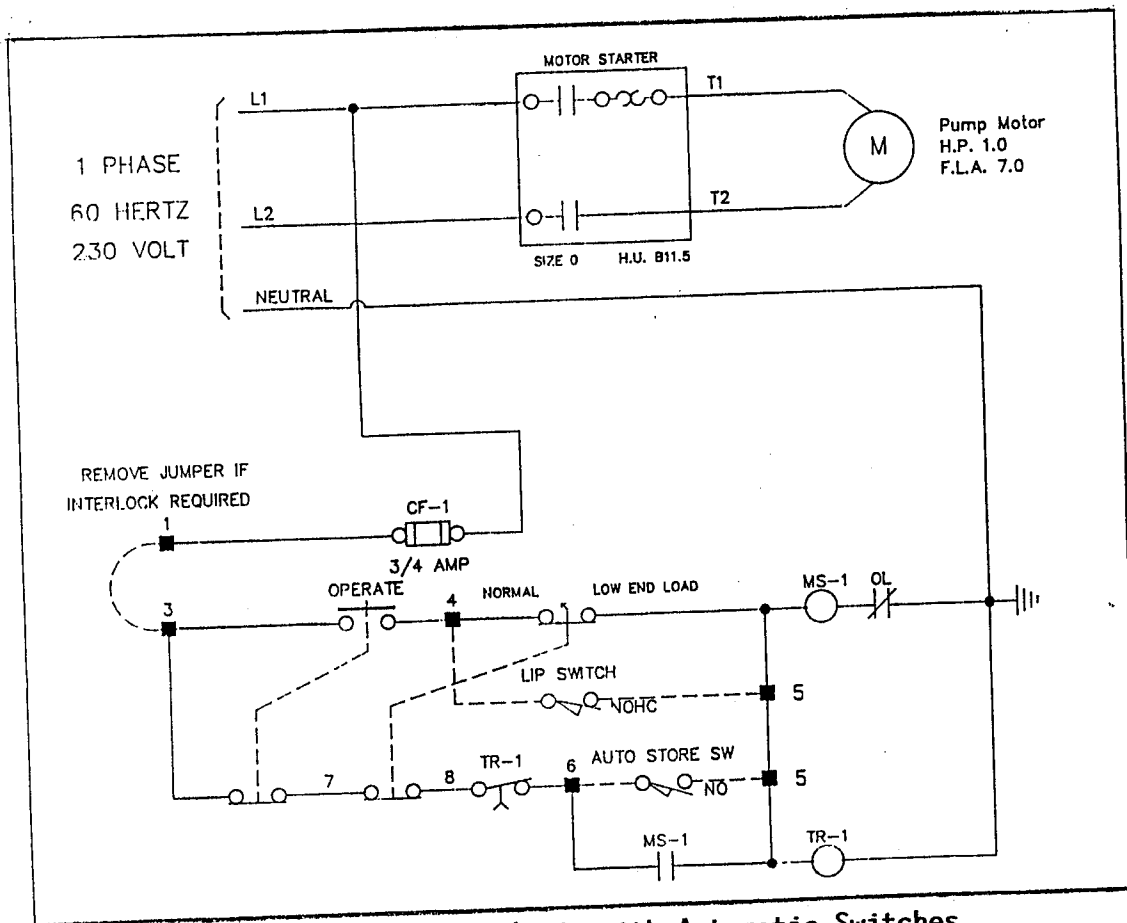 MOTOR STARTER
L1
T1
1 PHASE
60 HERTZ
230 VOLT
M
Pump Motor
H.P. 1.0
F.L.A. 7.0
L2
T2
SIZE 0 H.U. B11.5
NEUTRAL
REMOVE JUMPER IF
INTERLOCK REQUIRED
1
CF-1
3/4 AMP
OPERATE
3
4
NORMAL
LOW END LOAD
MS-1
OL
LIP SWITCH
NOHC
5
7
8
TR-1
6
AUTO STORE SW
NO
5
MS-1
TR-1
Automatic Switches